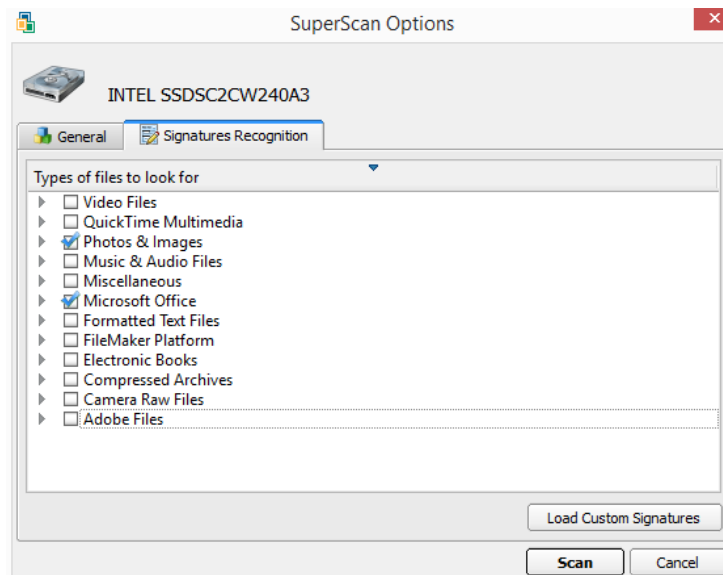 SuperScan Options
INTEL SSDSC2CW240A3
General Signatures Recognition
Types of files to look for
Video Files
QuickTime Multimedia
Photos & Images
Music & Audio Files
Miscellaneous
Microsoft Office
Formatted Text Files
FileMaker Platform
Electronic Books
Compressed Archives
Camera Raw Files
Adobe Files
Load Custom Signatures
Scan Cancel